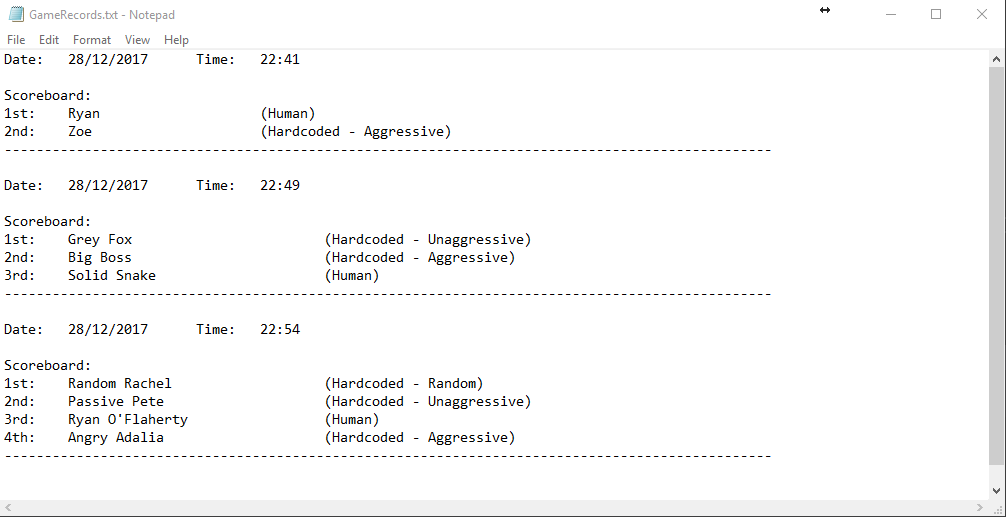 GameRecords.txt - Notepad
File Edit Format View Help
Date: 28/12/2017 Time: 22:41
Scoreboard:
1st: Ryan (Human)
2nd: Zoe (Hardcoded - Aggressive)
------------------------------------------------------------------------------------------------
Date: 28/12/2017 Time: 22:49
Scoreboard:
1st: Grey Fox (Hardcoded - Unaggressive)
2nd: Big Boss (Hardcoded - Aggressive)
3rd: Solid Snake (Human)
------------------------------------------------------------------------------------------------
Date: 28/12/2017 Time: 22:54
Scoreboard:
1st: Random Rachel (Hardcoded - Random)
2nd: Passive Pete (Hardcoded - Unaggressive)
3rd: Ryan O'Flaherty (Human)
4th: Angry Adalia (Hardcoded - Aggressive)
------------------------------------------------------------------------------------------------